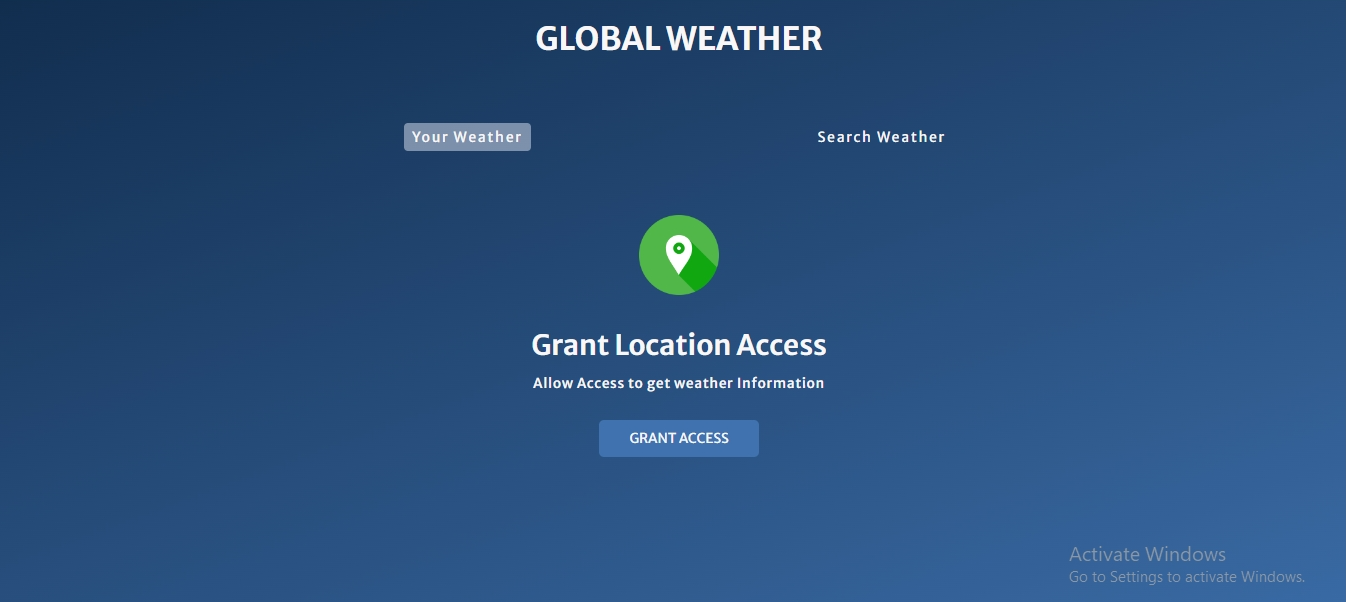 GLOBAL WEATHER
Your Weather
Search Weather
Grant Location Access
Allow Access to get weather Information
GRANT ACCESS
Activate Windows
Go to Settings to activate Windows.